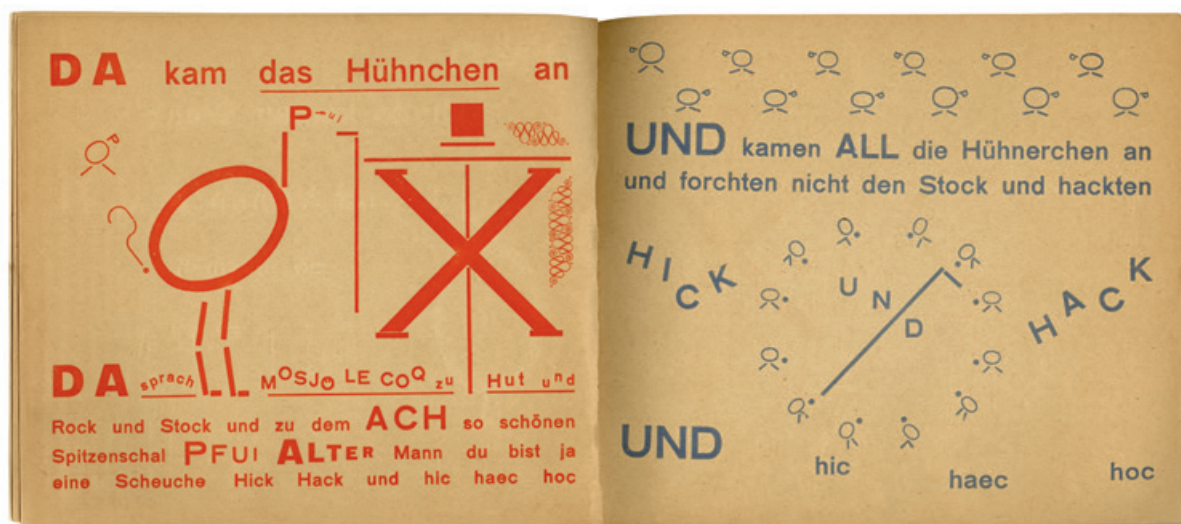 DA kam das Hühnchen an
P-ui
DA sprach MOSJO LE COQ zu Hut und
Rock und Stock und zu dem ACH so schönen
Spitzenschal PFUI ALTER Mann du bist ja
eine Scheuche Hick Hack und hic haec hoc
UND kamen ALL die Hühnerchen an
und forchten nicht den Stock und hackten
HICK UND HACK
UND hic haec hoc